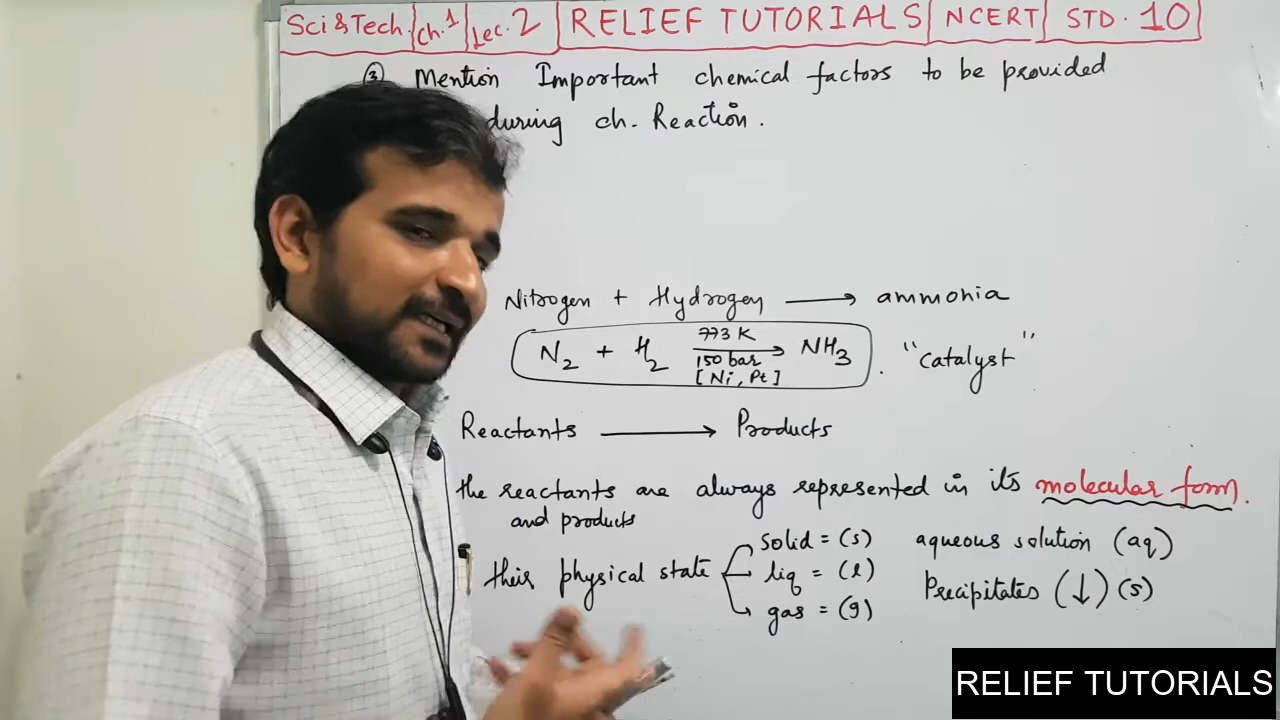 Sci & Tech. ch. 1 Lec. 2 RELIEF TUTORIALS NCERT STD. 10
③ Mention Important chemical factors to be provided
during ch. Reaction.
Nitrogen + Hydrogen ⟶ ammonia
773 K
N₂ + H₂ ⟶ NH₃ . "catalyst"
150 bar
[Ni, Pt]
Reactants ⟶ Products
the reactants are always represented in its molecular form.
and products
solid = (s) aqueous solution (aq)
their physical state liq = (l)
Precipitates (↓) (s)
gas = (g)
RELIEF TUTORIALS